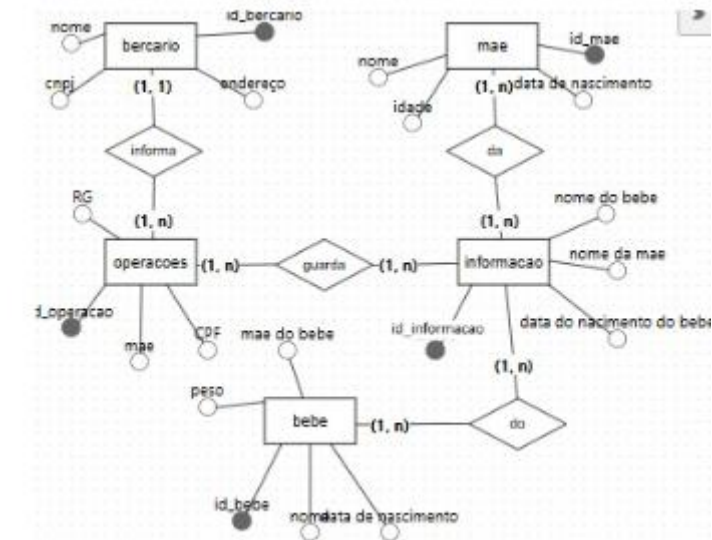 nome
id_bercario
bercario
cnpj
endereço
(1, 1)
informa
(1, n)
mae
id_mae
nome
idade
(1, n)
data de nascimento
da
(1, n)
RG
operacoes
(1, n)
guarda
(1, n)
informacao
nome do bebe
nome da mae
data do nacimento do bebe
id_informacao
d_operacao
mae
CPF
mae do bebe
peso
bebe
(1, n)
do
(1, n)
id_bebe
nome
data de nascimento